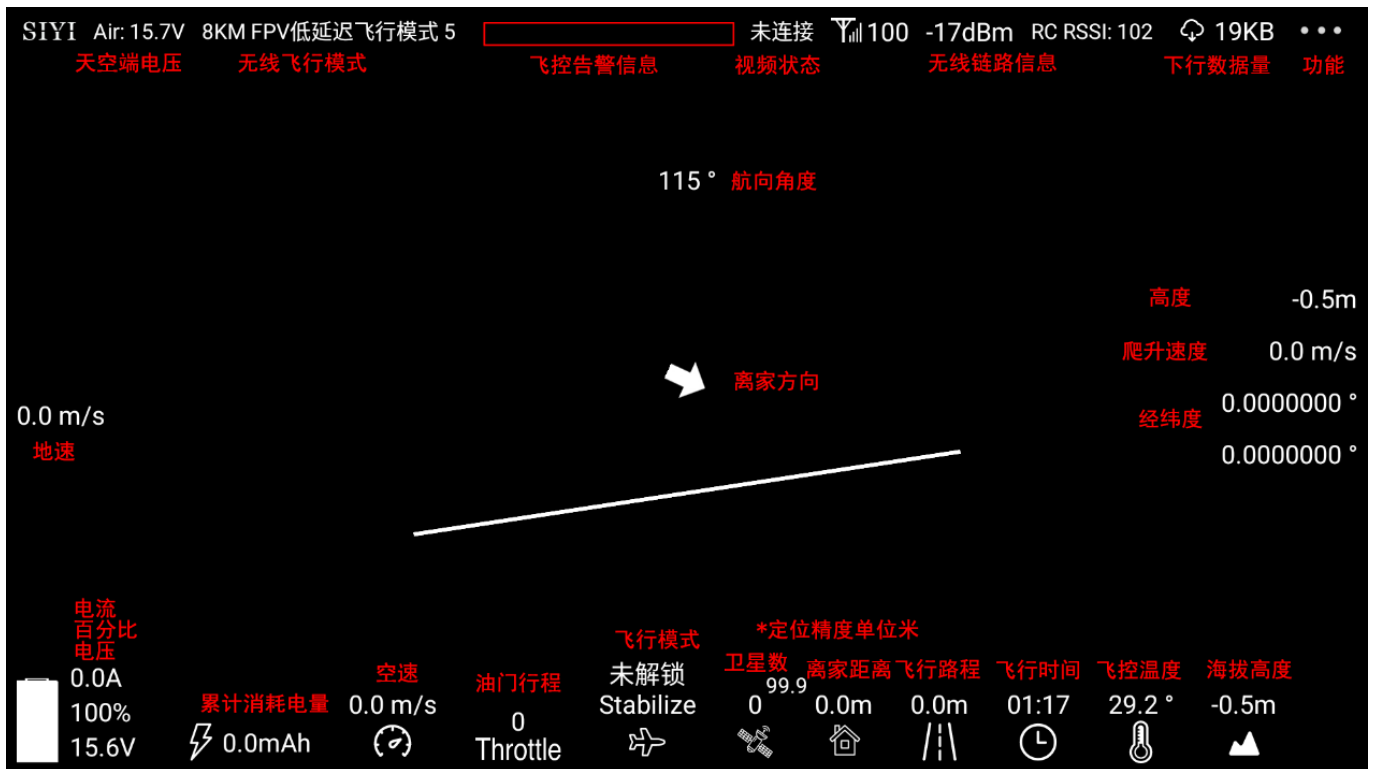 SIYI Air: 15.7V 8KM FPV低延迟飞行模式 5 未连接 100 -17dBm RC RSSI: 102 19KB
天空端电压 无线飞行模式 飞控告警信息 视频状态 无线链路信息 下行数据量 功能
115 ° 航向角度
高度 -0.5m
爬升速度 0.0 m/s
离家方向
0.0 m/s
地速
经纬度 0.0000000 °
0.0000000 °
电流
百分比
电压
0.0A
100%
15.6V
累计消耗电量
0.0mAh
空速
0.0 m/s
油门行程
0
Throttle
飞行模式
未解锁
Stabilize
*定位精度单位米
卫星数
99.9
0
离家距离
0.0m
飞行路程
0.0m
飞行时间
01:17
飞控温度
29.2 °
海拔高度
-0.5m